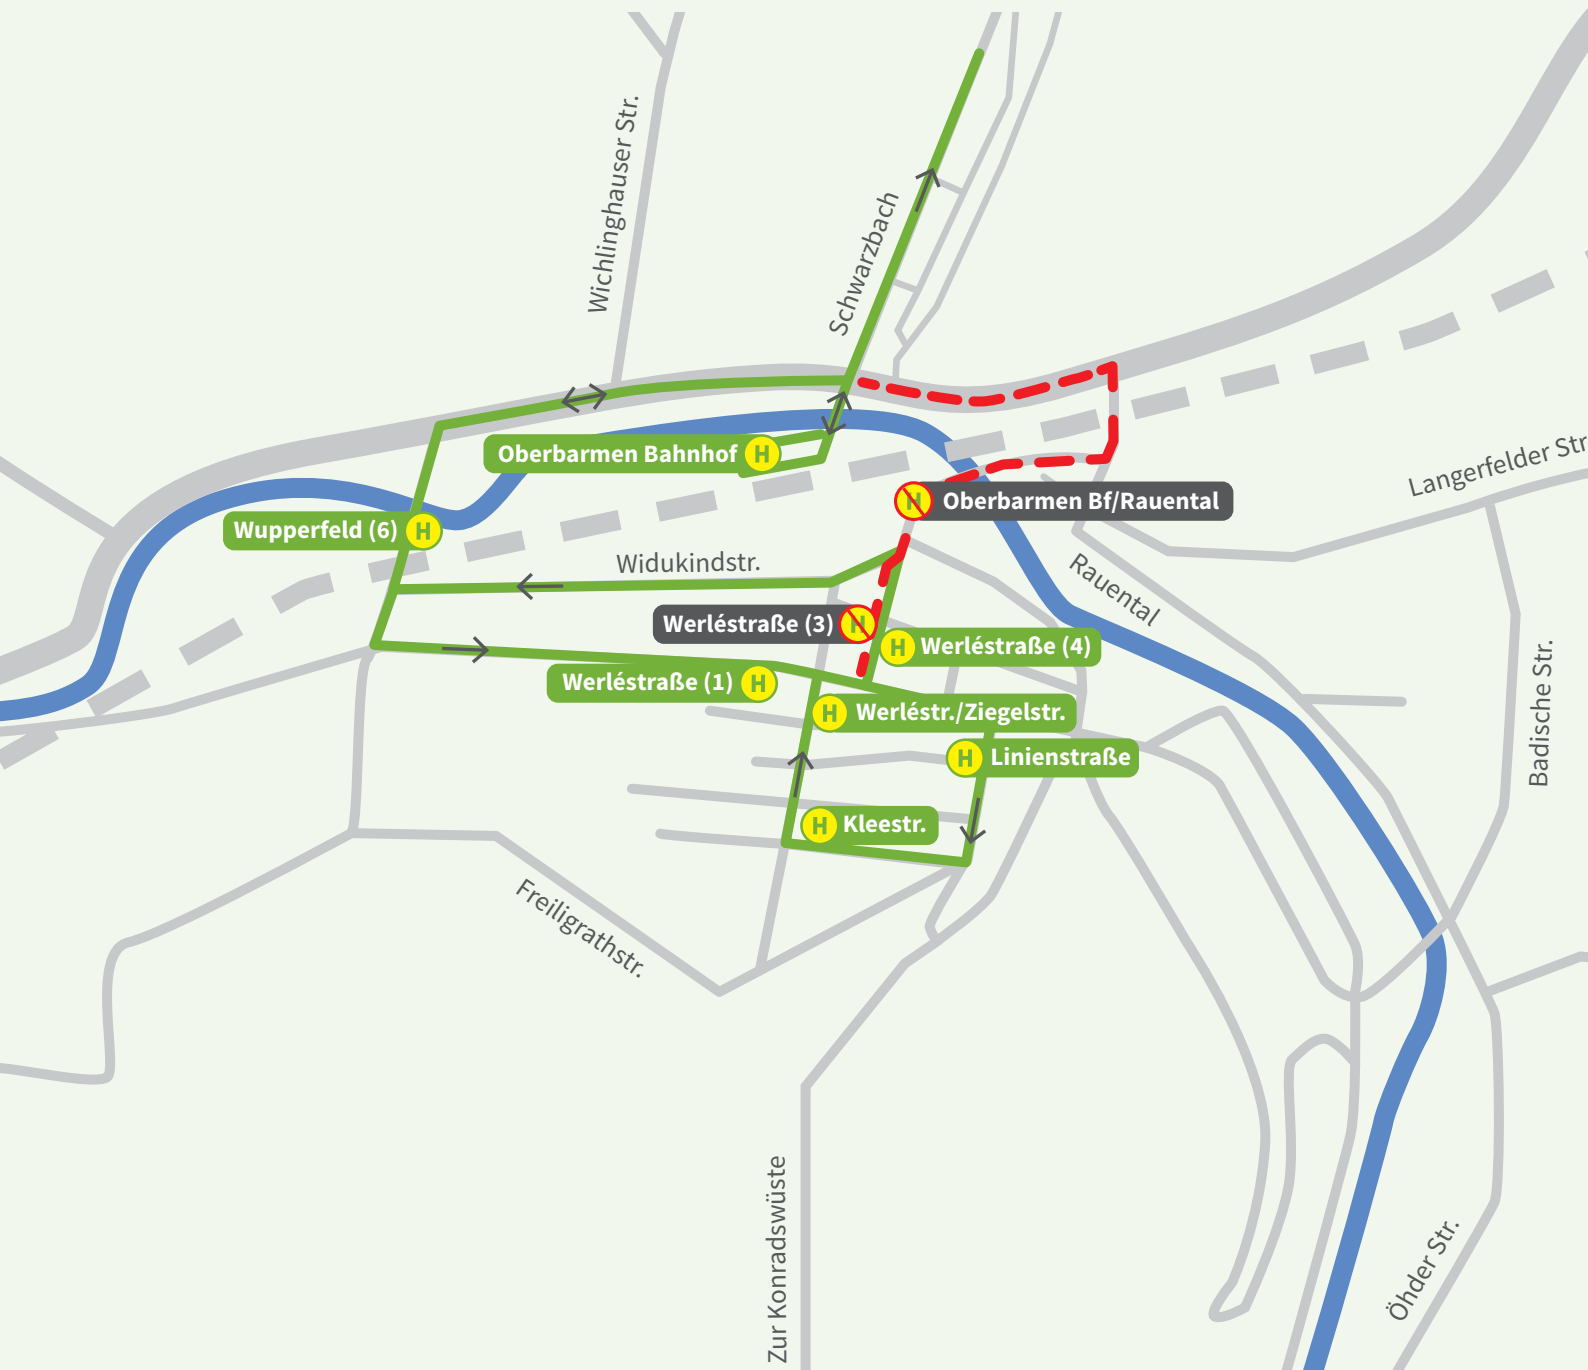 Wichlinghauser Str.
Schwarzbach
Oberbarmen Bahnhof H
Langerfelder Str
H Oberbarmen Bf/Rauental
Wupperfeld (6) H
Widukindstr.
Rauental
Werléstraße (3) H
H Werléstraße (4)
Werléstraße (1) H
H Werléstr./Ziegelstr.
Badische Str.
H Linienstraße
H Kleestr.
Freiligrathstr.
Zur Konradswüste
Öhder Str.